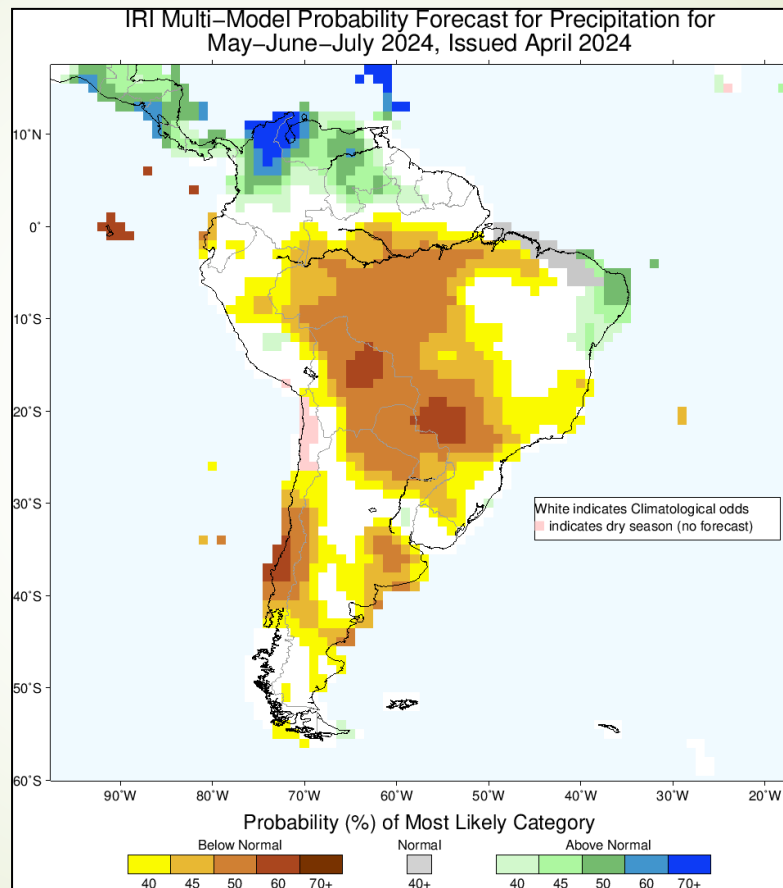 IRI Multi-Model Probability Forecast for Precipitation for
May-June-July 2024, Issued April 2024
10˚N
0˚
10˚S
20˚S
30˚S
White indicates Climatological odds
indicates dry season (no forecast)
40˚S
50˚S
60˚S
90˚W 80˚W 70˚W 60˚W 50˚W 40˚W 30˚W 20˚W
Probability (%) of Most Likely Category
Below Normal Normal Above Normal
40 45 50 60 70+ 40+ 40 45 50 60 70+